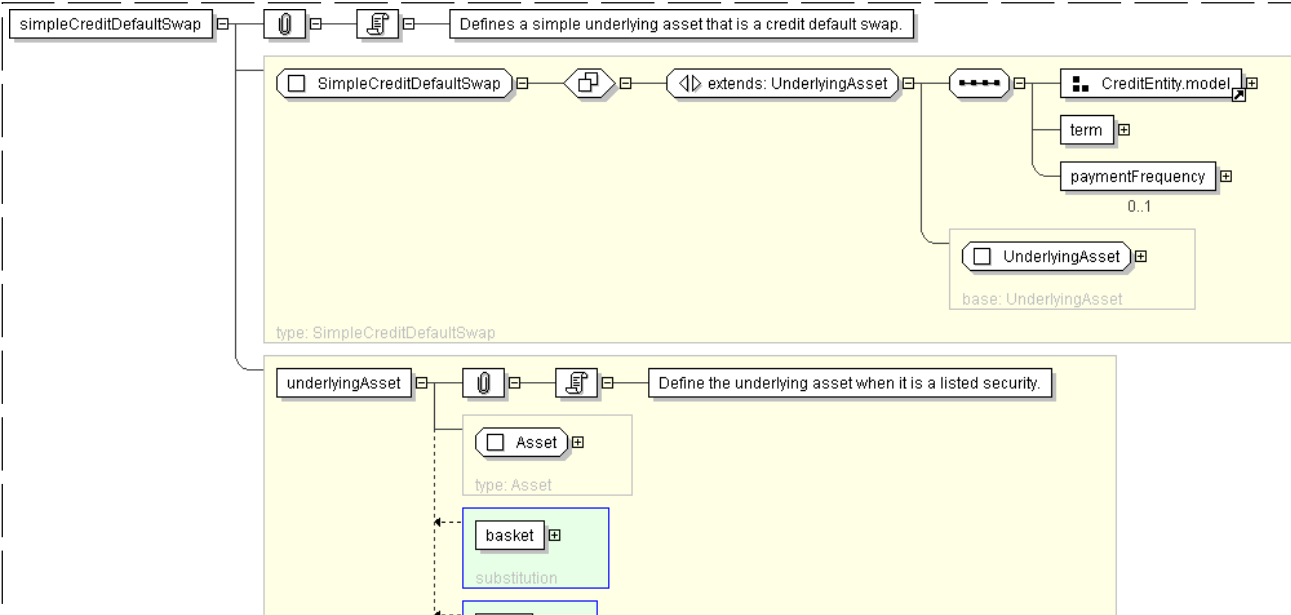 simpleCreditDefaultSwap
Defines a simple underlying asset that is a credit default swap.
SimpleCreditDefaultSwap
extends: UnderlyingAsset
CreditEntity.model
term
paymentFrequency
0..1
UnderlyingAsset
base: UnderlyingAsset
type: SimpleCreditDefaultSwap
underlyingAsset
Define the underlying asset when it is a listed security.
Asset
type: Asset
basket
substitution